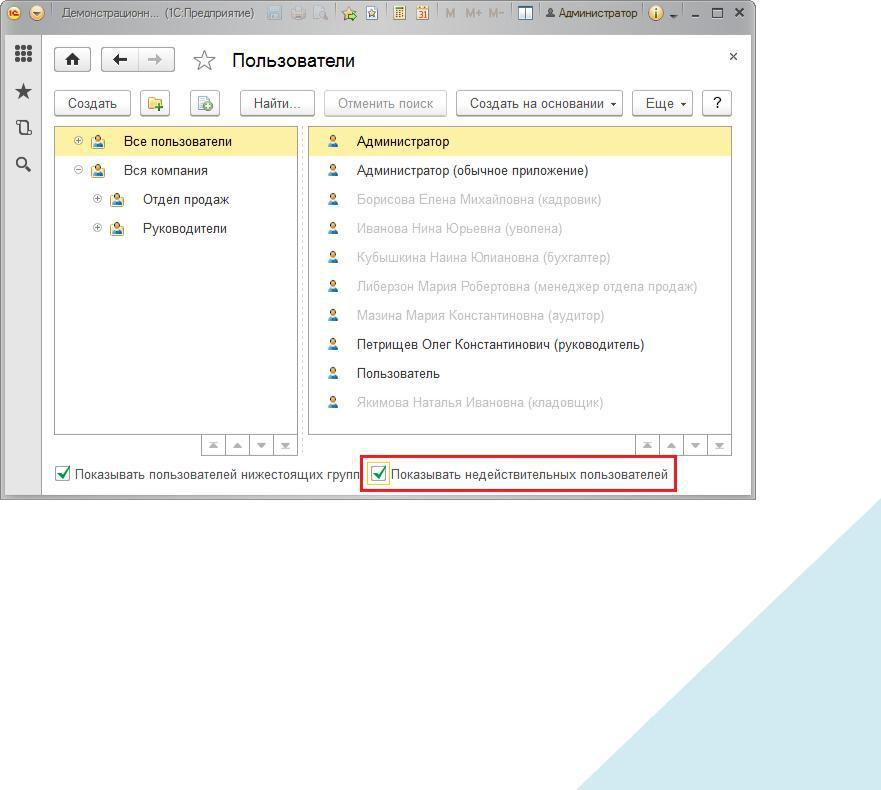 Демонстрационн... (1С:Предприятие) 31 M M+ M- Администратор
Пользователи
Создать Найти... Отменить поиск Создать на основании Еще ?
Все пользователи
Вся компания
Отдел продаж
Руководители
Администратор
Администратор (обычное приложение)
Борисова Елена Михайловна (кадровик)
Иванова Нина Юрьевна (уволена)
Кубышкина Наина Юлиановна (бухгалтер)
Либерзон Мария Робертовна (менеджер отдела продаж)
Мазина Мария Константиновна (аудитор)
Петрищев Олег Константинович (руководитель)
Пользователь
Якимова Наталья Ивановна (кладовщик)
Показывать пользователей нижестоящих групп Показывать недействительных пользователей